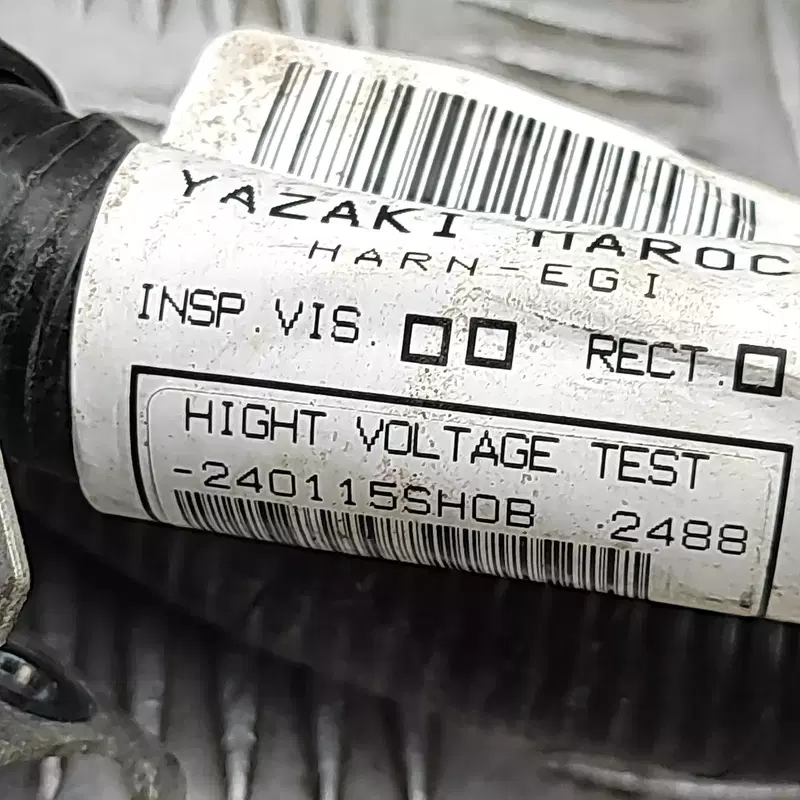 YAZAKI MAROC
HARN-EGI
INSP.VIS. RECT.
HIGHT VOLTAGE TEST
-240115SH0B 2488